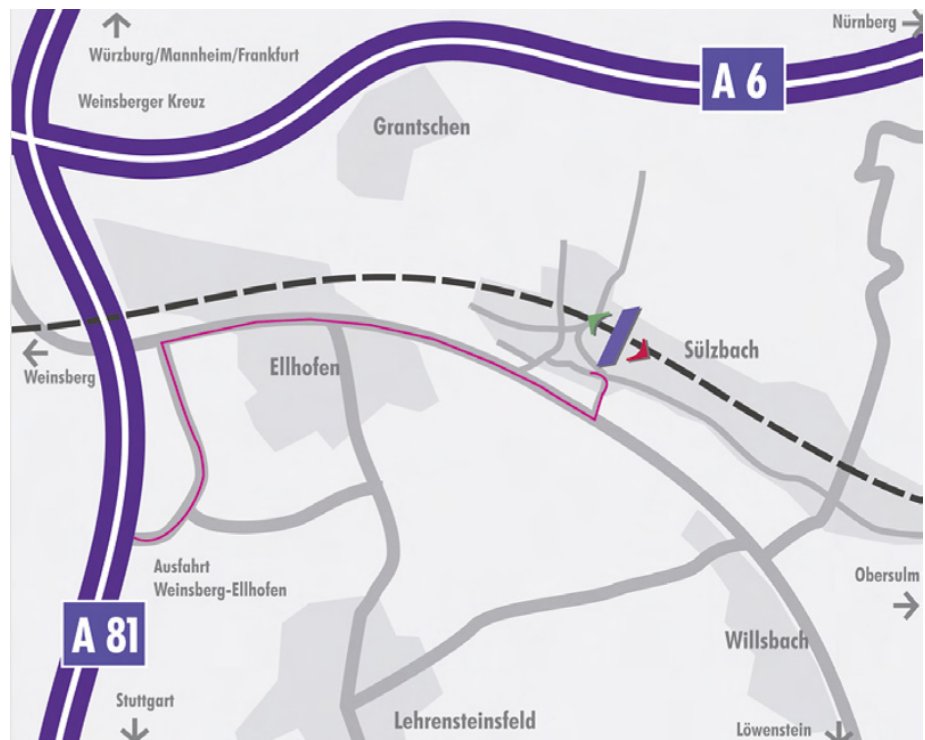 Nürnberg
Würzburg/Mannheim/Frankfurt
A 6
Weinsberger Kreuz
Grantschen
Sülzbach
Ellhofen
Weinsberg
Ausfahrt
Weinsberg-Ellhofen
Obersulm
A 81
Willsbach
Stuttgart
Lehrensteinsfeld
Löwenstein